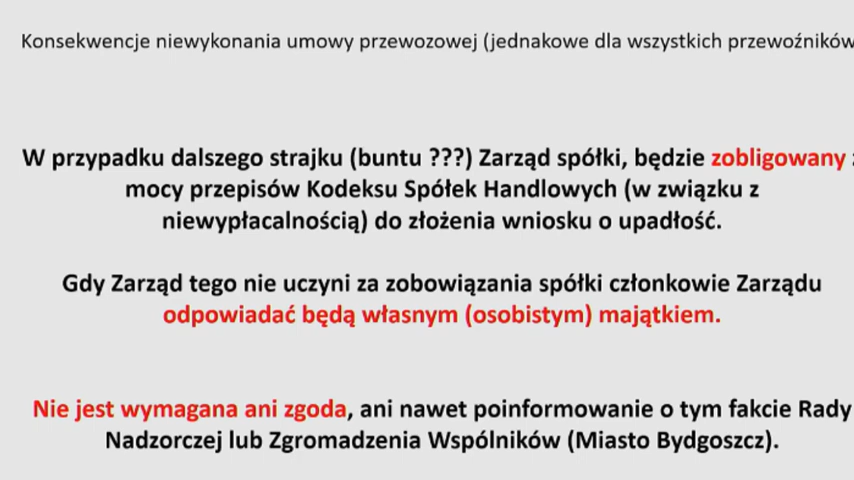 Konsekwencje niewykonania umowy przewozowej (jednakowe dla wszystkich przewoźników
W przypadku dalszego strajku (buntu ???) Zarząd spółki, będzie zobligowany z
mocy przepisów Kodeksu Spółek Handlowych (w związku z
niewypłacalnością) do złożenia wniosku o upadłość.
Gdy Zarząd tego nie uczyni za zobowiązania spółki członkowie Zarządu
odpowiadać będą własnym (osobistym) majątkiem.
Nie jest wymagana ani zgoda, ani nawet poinformowanie o tym fakcie Rady
Nadzorczej lub Zgromadzenia Wspólników (Miasto Bydgoszcz).